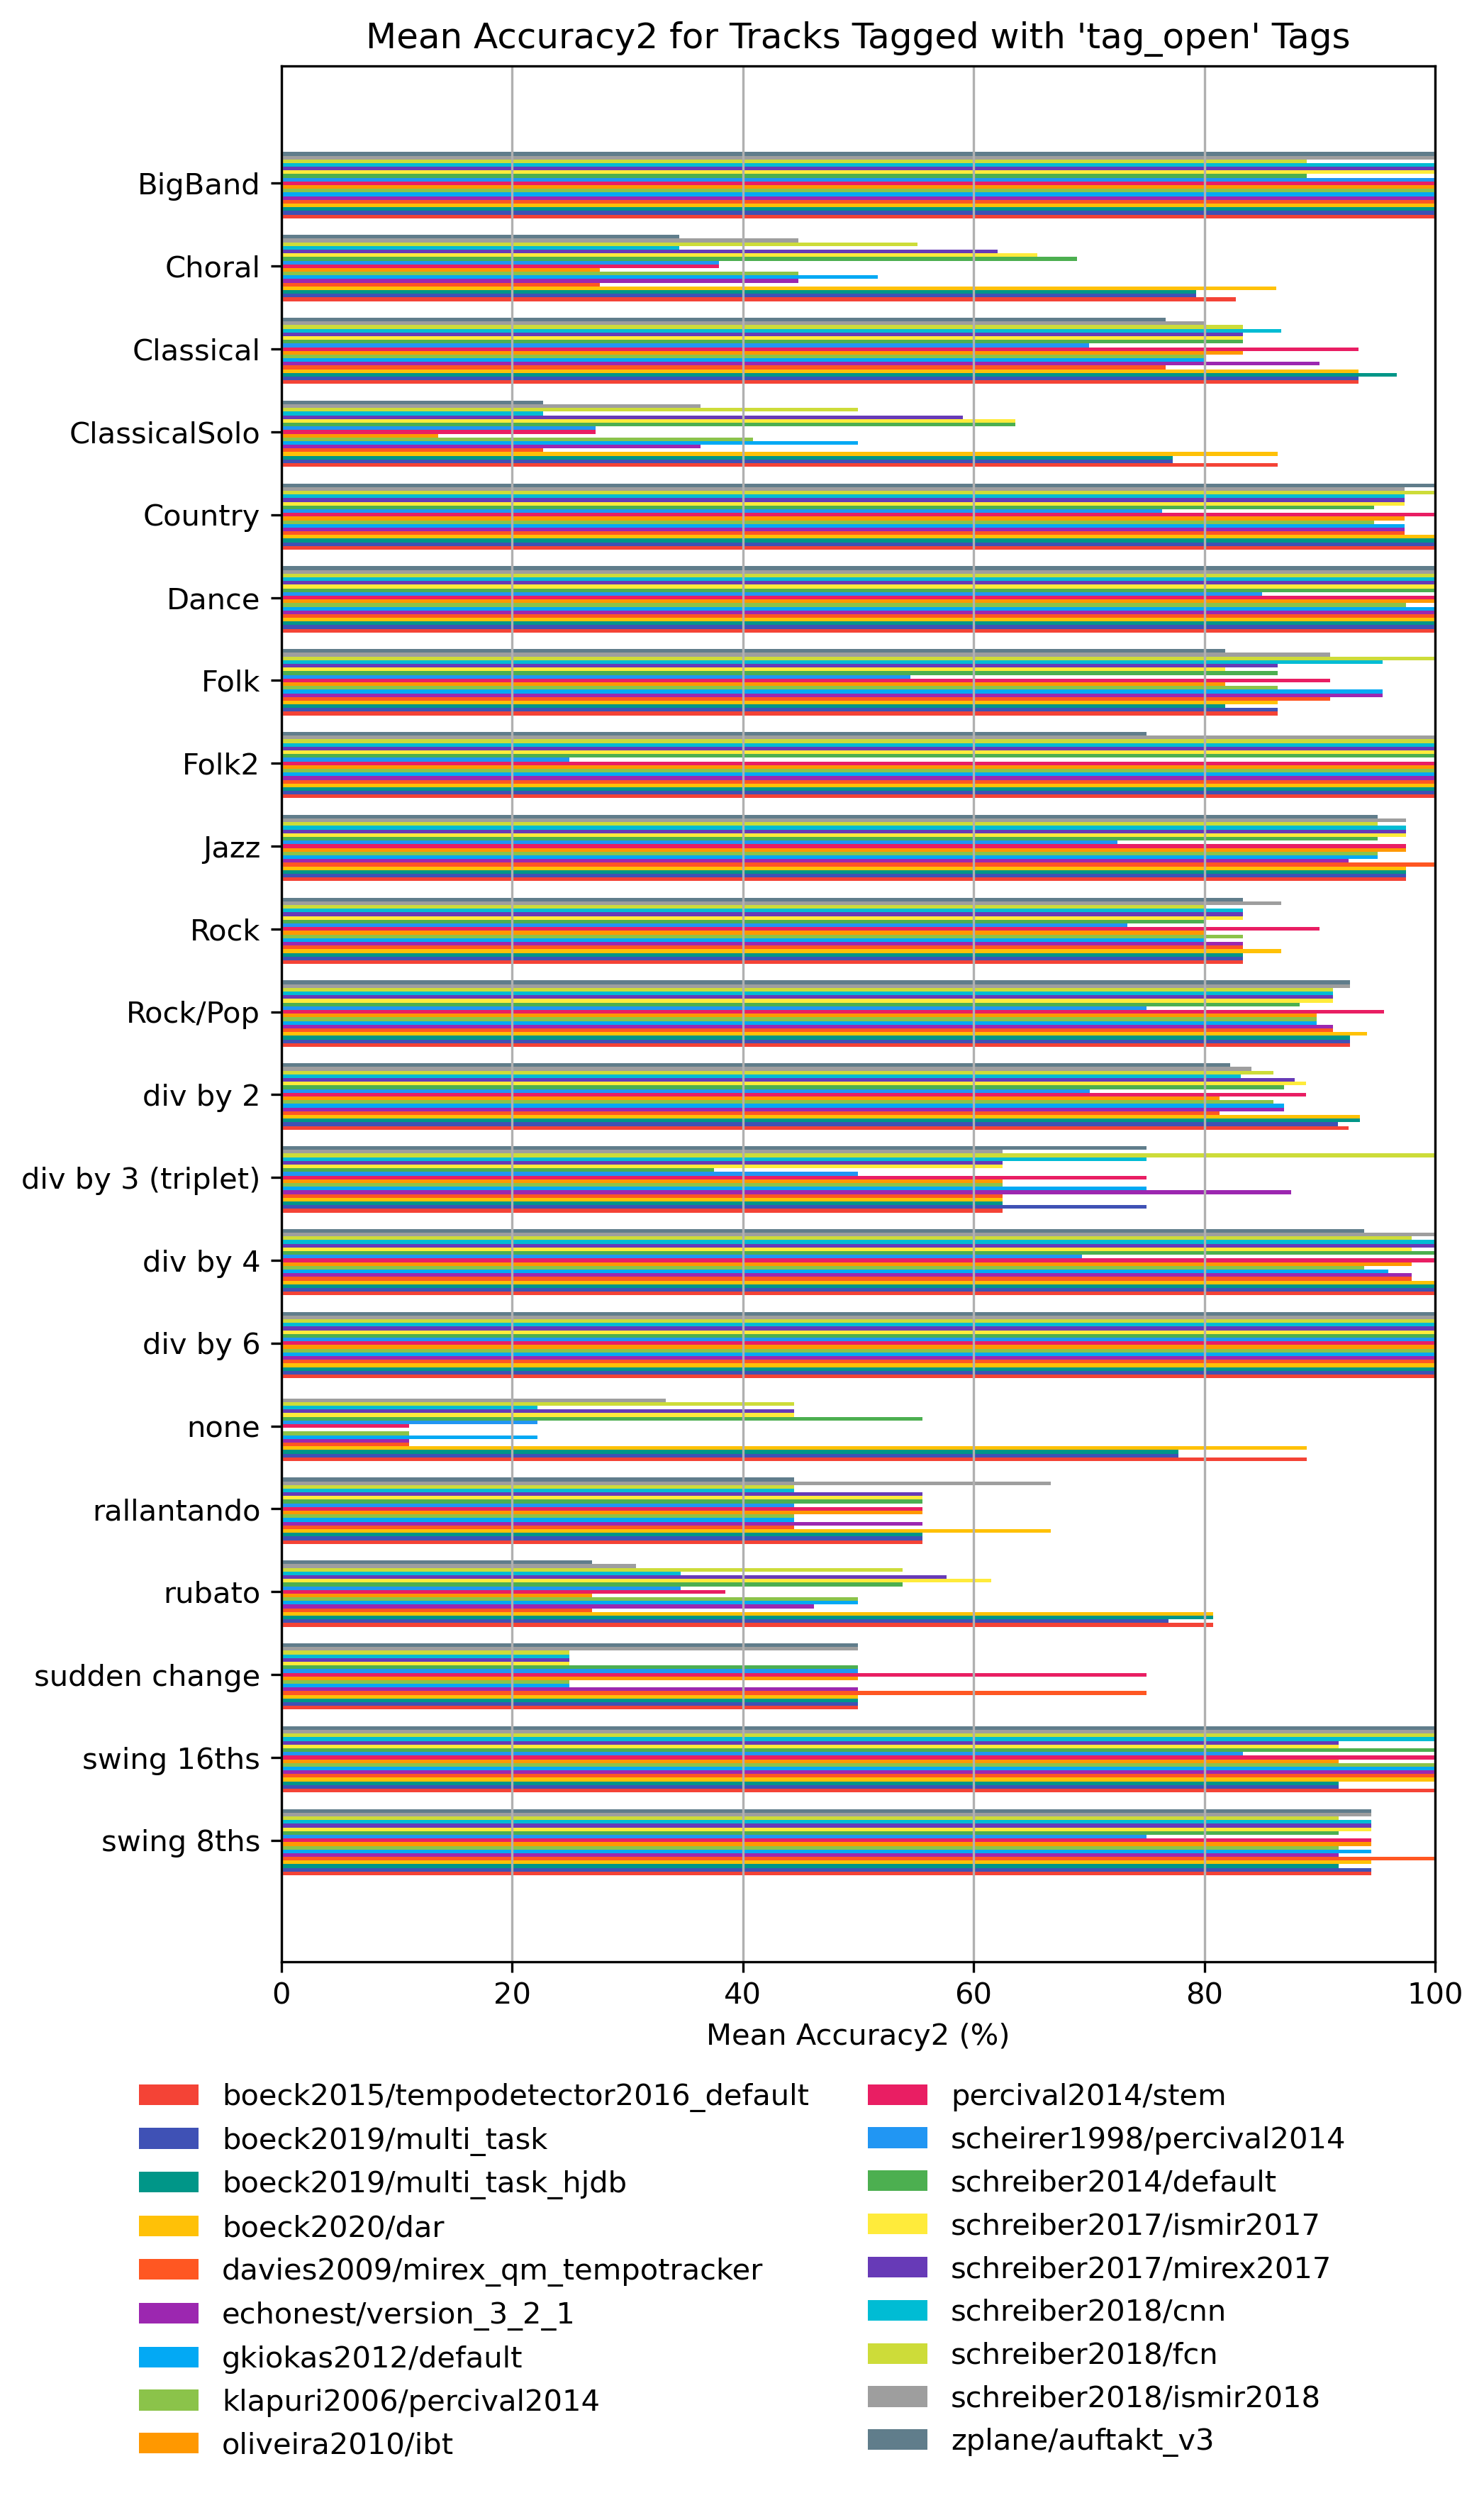 Mean Accuracy2 for Tracks Tagged with 'tag_open' Tags
BigBand
Choral
Classical
ClassicalSolo
Country
Dance
Folk
Folk2
Jazz
Rock
Rock/Pop
div by 2
div by 3 (triplet)
div by 4
div by 6
none
rallantando
rubato
sudden change
swing 16ths
swing 8ths
0 20 40 60 80 100
Mean Accuracy2 (%)
boeck2015/tempodetector2016_default
boeck2019/multi_task
boeck2019/multi_task_hjdb
boeck2020/dar
davies2009/mirex_qm_tempotracker
echonest/version_3_2_1
gkiokas2012/default
klapuri2006/percival2014
oliveira2010/ibt
percival2014/stem
scheirer1998/percival2014
schreiber2014/default
schreiber2017/ismir2017
schreiber2017/mirex2017
schreiber2018/cnn
schreiber2018/fcn
schreiber2018/ismir2018
zplane/auftakt_v3